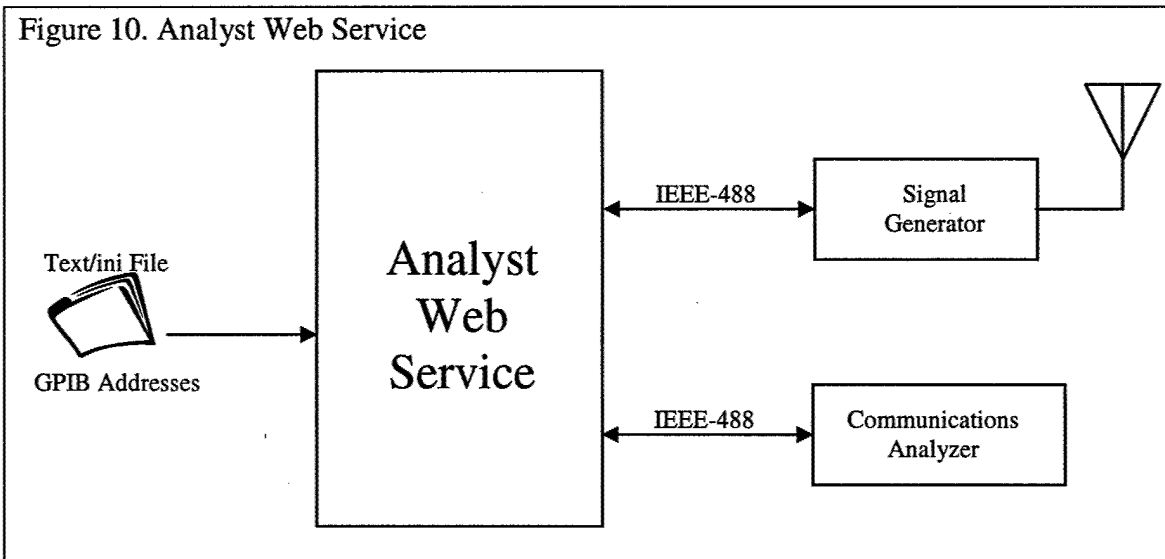 Figure 10. Analyst Web Service
Text/ini File
GPIB Addresses
Analyst
Web
Service
IEEE-488
Signal
Generator
IEEE-488
Communications
Analyzer